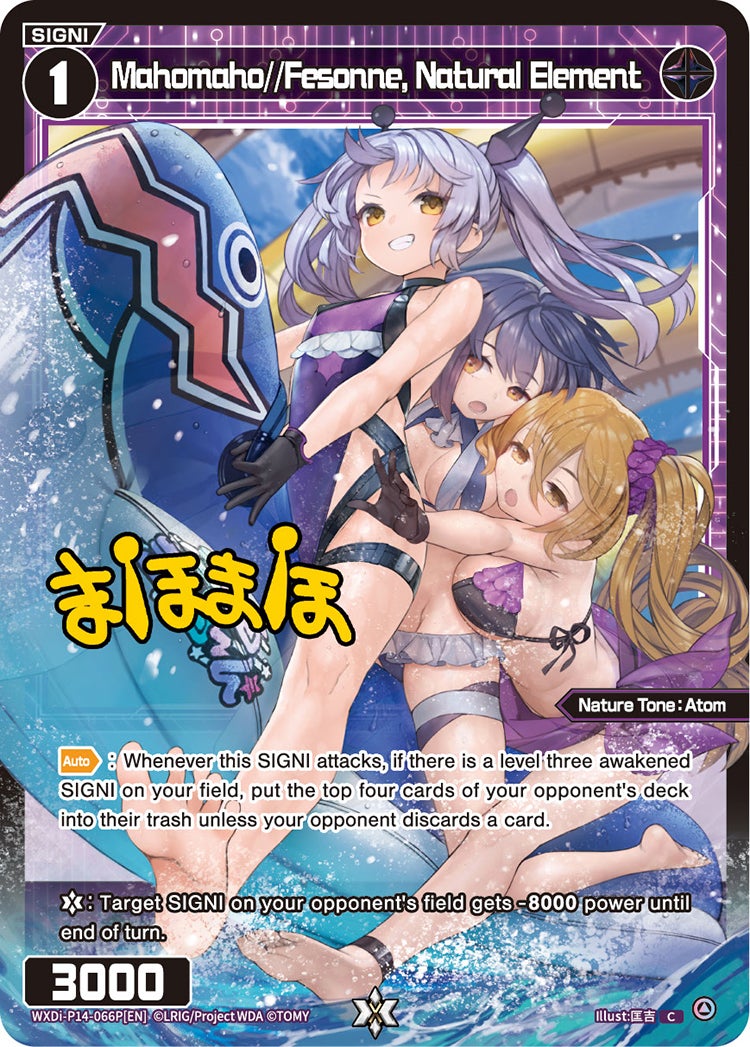 SIGNI
1
Mahomaho//Fesonne, Natural Element
まほまほ
Nature Tone:Atom
Auto : Whenever this SIGNI attacks, if there is a level three awakened
SIGNI on your field, put the top four cards of your opponent's deck
into their trash unless your opponent discards a card.
: Target SIGNI on your opponent's field gets -8000 power until
end of turn.
3000
WXDi-P14-066P[EN] ©LRIG/Project WDA ©TOMY
Illust:匡吉 C